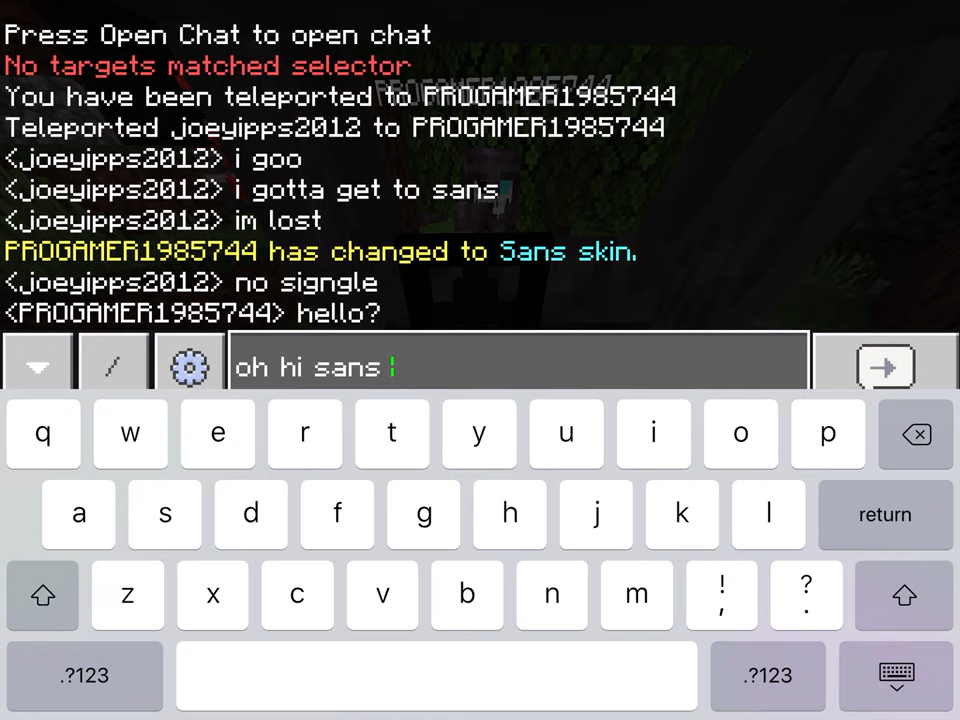 Press Open Chat to open chat
No targets matched selector
PROGAMER1985744
You have been teleported to PROGAMER1985744
Teleported joeyipps2012 to PROGAMER1985744
<joeyipps2012> i goo
<joeyipps2012> i gotta get to sans
<joeyipps2012> im lost
PROGAMER1985744 has changed to Sans skin.
<joeyipps2012> no signgle
<PROGAMER1985744> hello?
/ oh hi sans
q w e r t y u i o p
a s d f g h j k l return
z x c v b n m ! , ? .
.?123 .?123